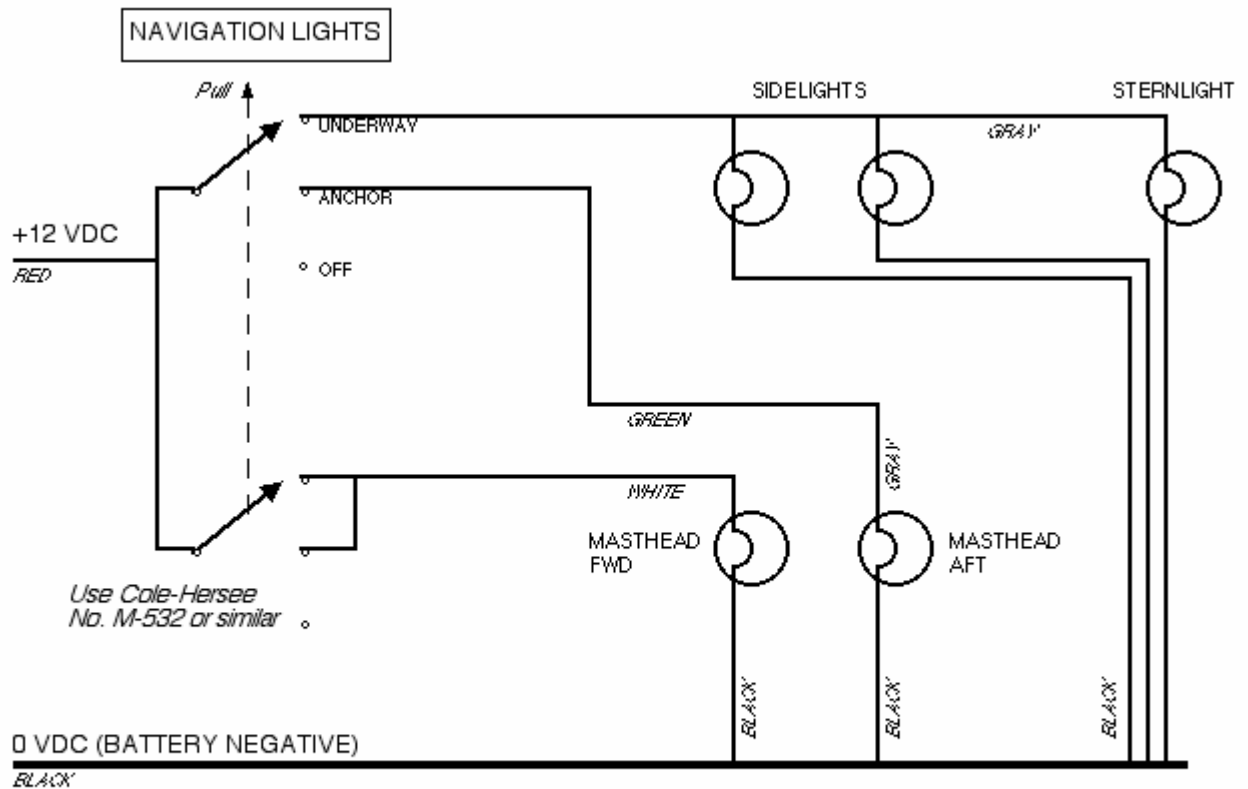 NAVIGATION LIGHTS
Pull
SIDELIGHTS
STERNLIGHT
UNDERWAY
GRAY
ANCHOR
+12 VDC
RED
OFF
GREEN
GRAY
WHITE
MASTHEAD
FWD
MASTHEAD
AFT
Use Cole-Hersee
No. M-532 or similar
BLACK
BLACK
BLACK
0 VDC (BATTERY NEGATIVE)
BLACK